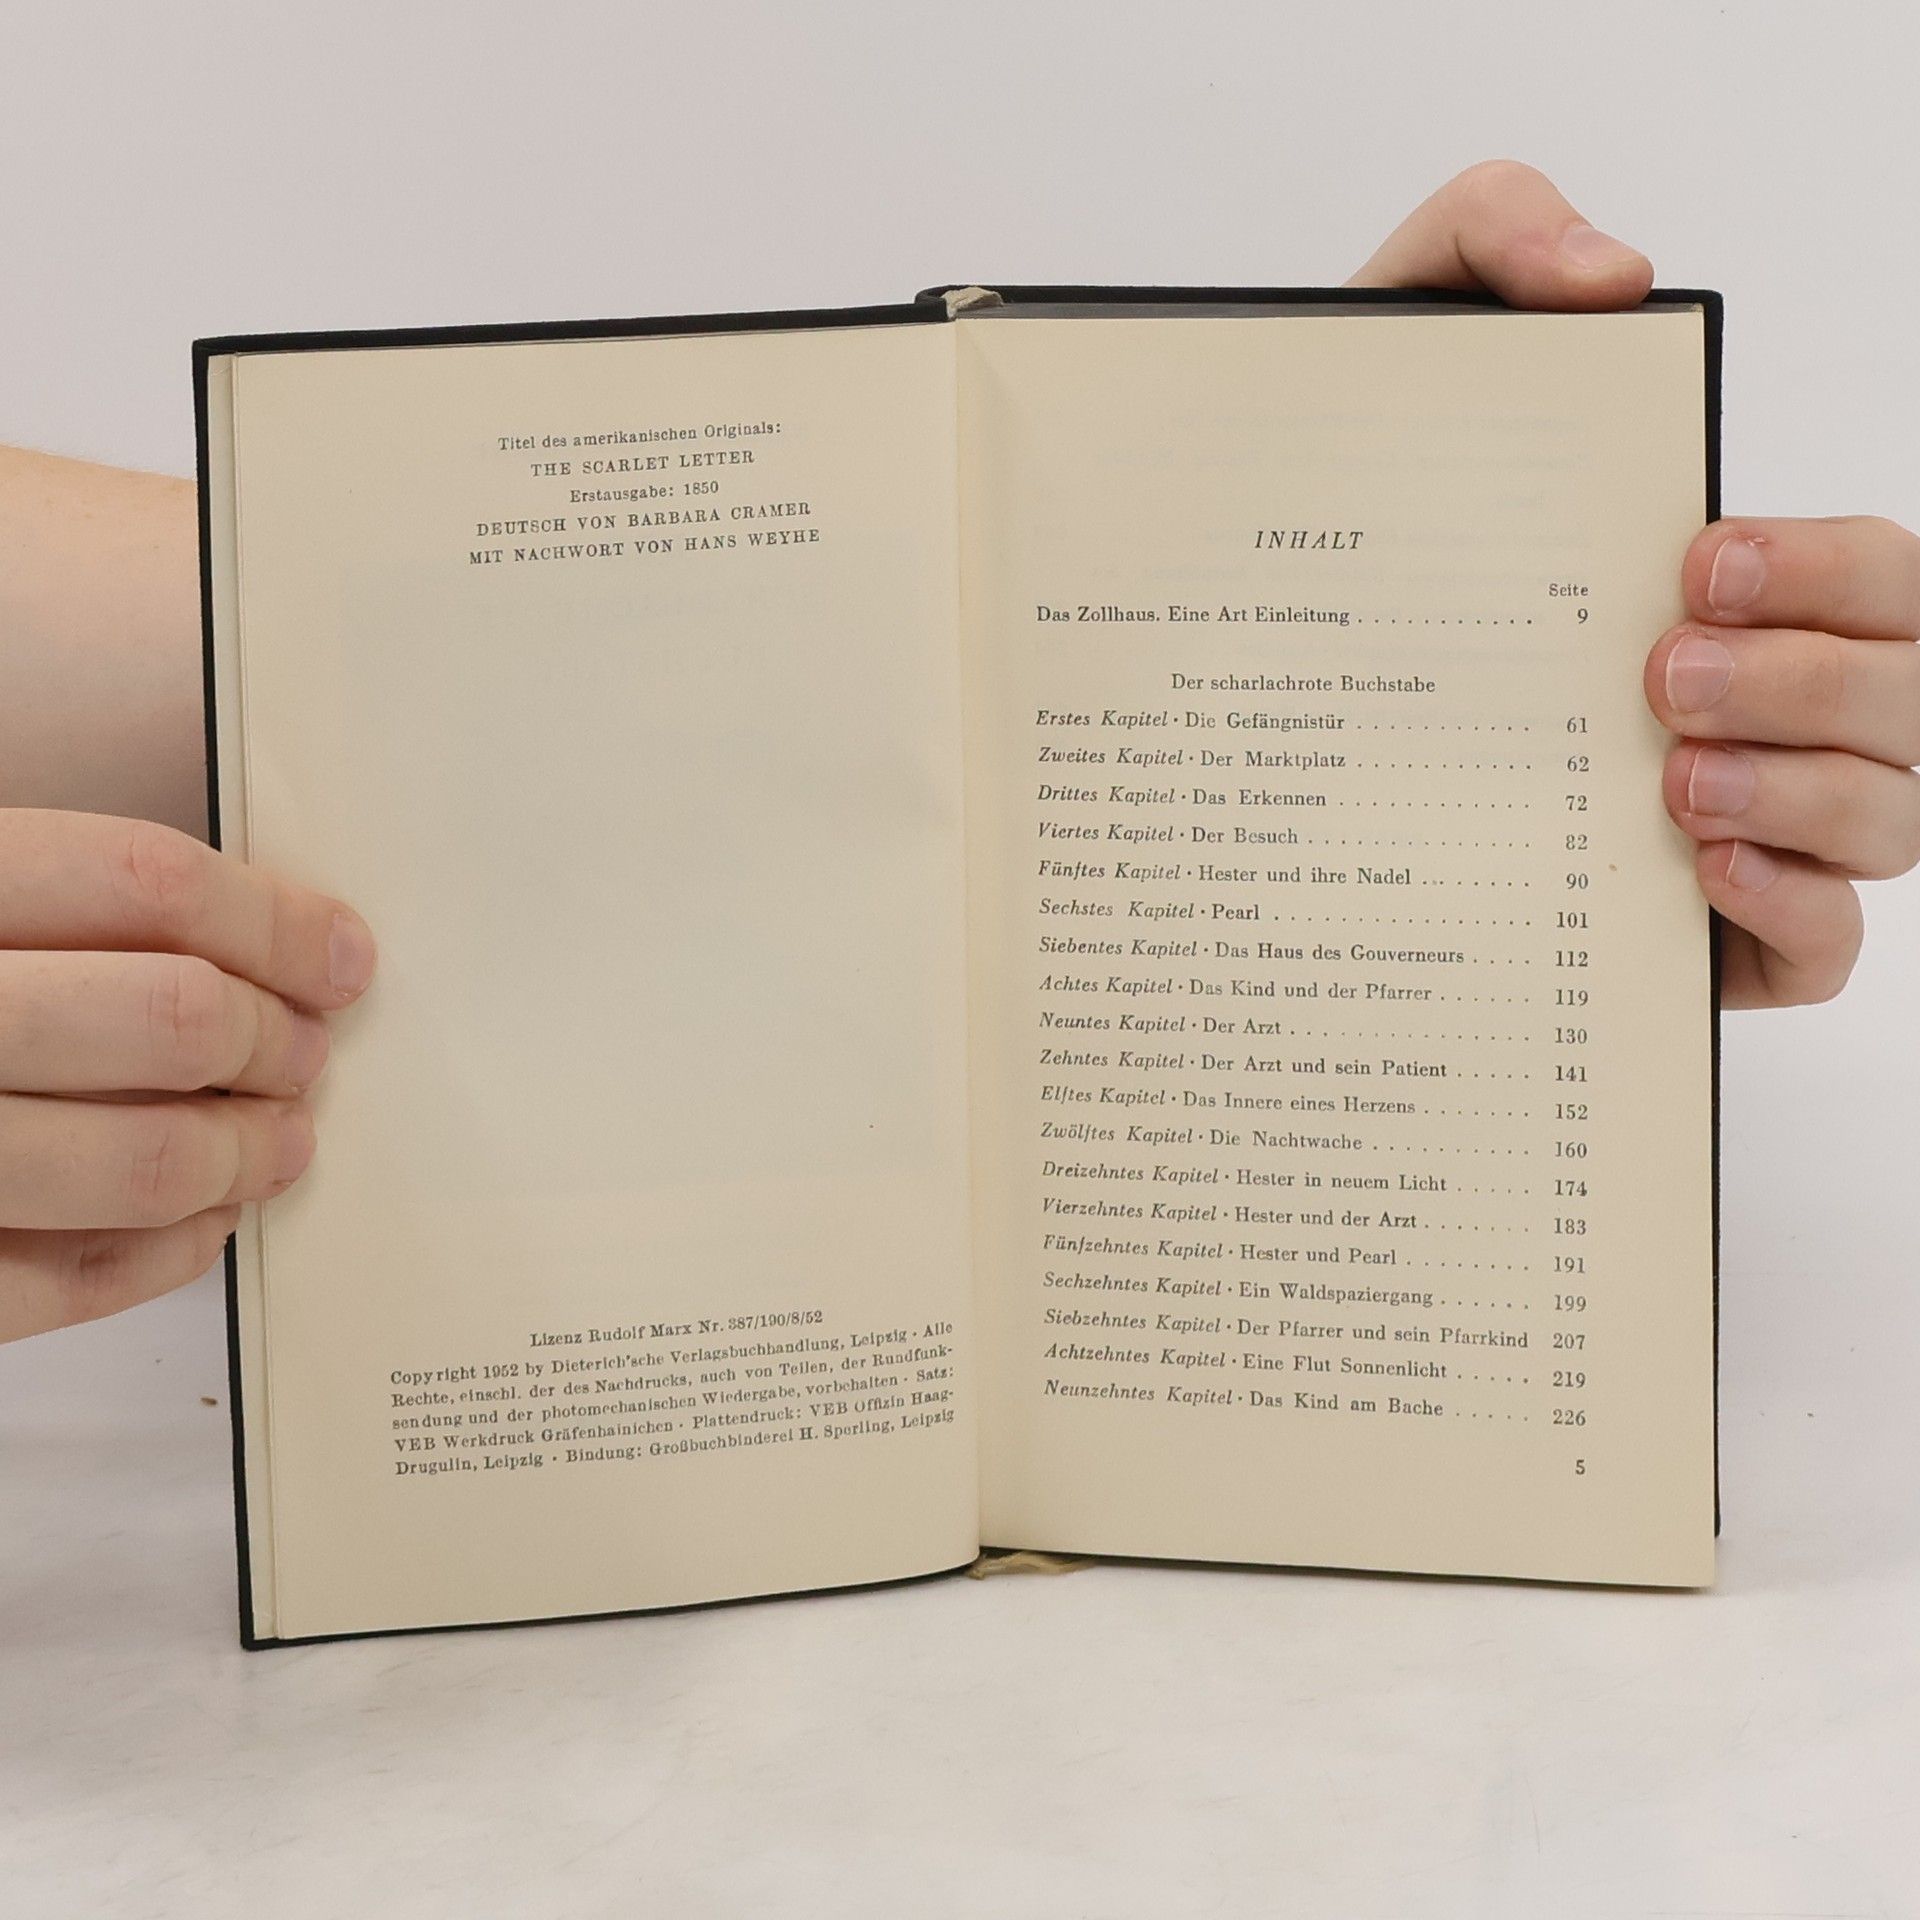 Titel des amerikanischen Originals:
THE SCARLET LETTER
Erstausgabe: 1850
DEUTSCH VON BARBARA CRAMER
MIT NACHWORT VON HANS WEYHE
Lizenz Rudolf Marx Nr. 387/190/8/52
Copyright 1952 by Dieterich'sche Verlagsbuchhandlung, Leipzig · Alle
Rechte, einschl. der des Nachdrucks, auch von Teilen, der Rundfunk-
sendung und der photomechanischen Wiedergabe, vorbehalten · Satz:
VEB Werkdruck Gräfenhainichen · Plattendruck: VEB Offizin Haag-
Drugulin, Leipzig · Bindung: Großbuchbinderei H. Sperling, Leipzig
INHALT
Seite
Das Zollhaus. Eine Art Einleitung . . . . . . . . . . . 9
Der scharlachrote Buchstabe
Erstes Kapitel · Die Gefängnistür . . . . . . . . . . . 61
Zweites Kapitel · Der Marktplatz . . . . . . . . . . . 62
Drittes Kapitel · Das Erkennen . . . . . . . . . . . . 72
Viertes Kapitel · Der Besuch . . . . . . . . . . . . . . 82
Fünftes Kapitel · Hester und ihre Nadel . . . . . . . . 90
Sechstes Kapitel · Pearl . . . . . . . . . . . . . . . . 101
Siebentes Kapitel · Das Haus des Gouverneurs . . . . 112
Achtes Kapitel · Das Kind und der Pfarrer . . . . . . 119
Neuntes Kapitel · Der Arzt . . . . . . . . . . . . . . 130
Zehntes Kapitel · Der Arzt und sein Patient . . . . . 141
Elftes Kapitel · Das Innere eines Herzens . . . . . . . 152
Zwölftes Kapitel · Die Nachtwache . . . . . . . . . . 160
Dreizehntes Kapitel · Hester in neuem Licht . . . . . 174
Vierzehntes Kapitel · Hester und der Arzt . . . . . . . 183
Fünfzehntes Kapitel · Hester und Pearl . . . . . . . . 191
Sechzehntes Kapitel · Ein Waldspaziergang . . . . . . 199
Siebzehntes Kapitel · Der Pfarrer und sein Pfarrkind 207
Achtzehntes Kapitel · Eine Flut Sonnenlicht . . . . . 219
Neunzehntes Kapitel · Das Kind am Bache . . . . . 226
5